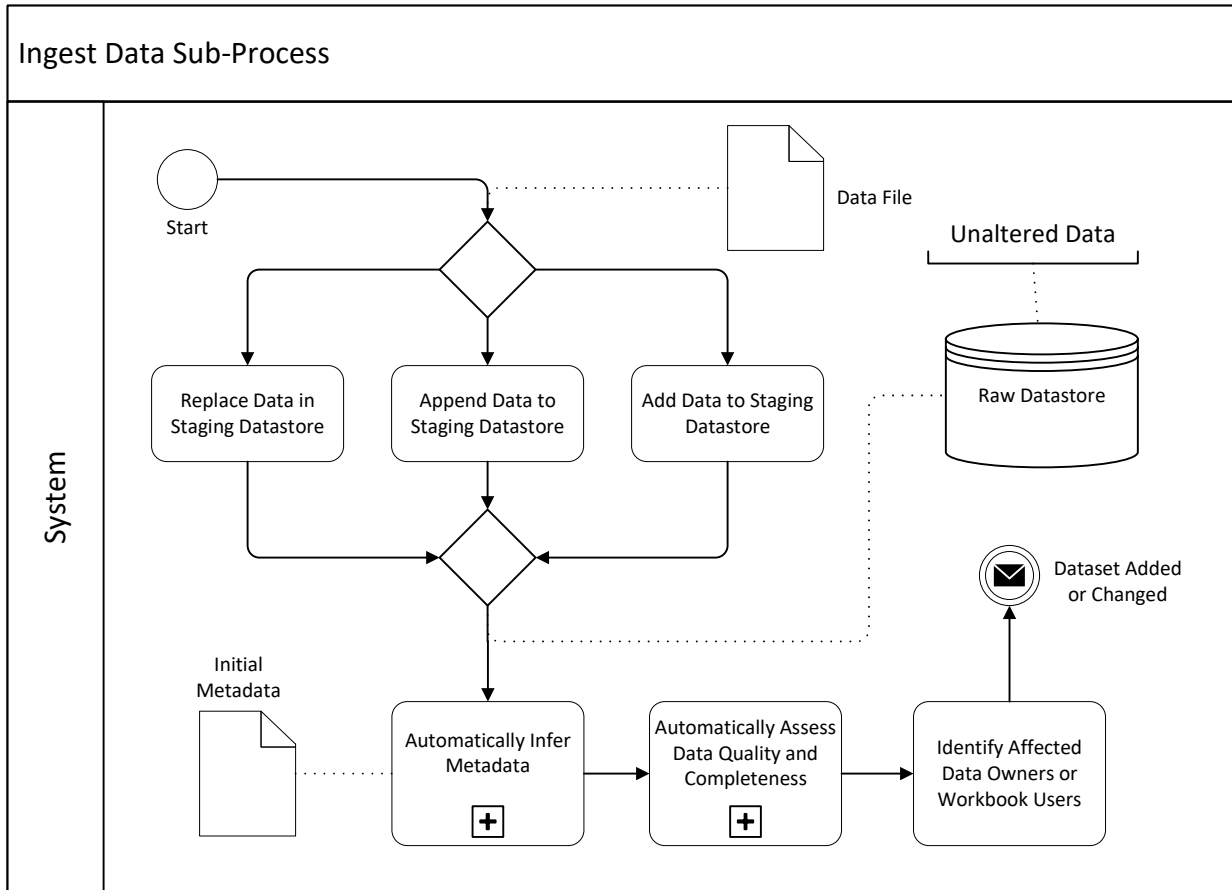 Ingest Data Sub-Process
System
Start
Data File
Unaltered Data
Replace Data in
Staging Datastore
Append Data to
Staging Datastore
Add Data to Staging
Datastore
Raw Datastore
Dataset Added
or Changed
Initial
Metadata
Automatically Infer
Metadata
Automatically Assess
Data Quality and
Completeness
Identify Affected
Data Owners or
Workbook Users